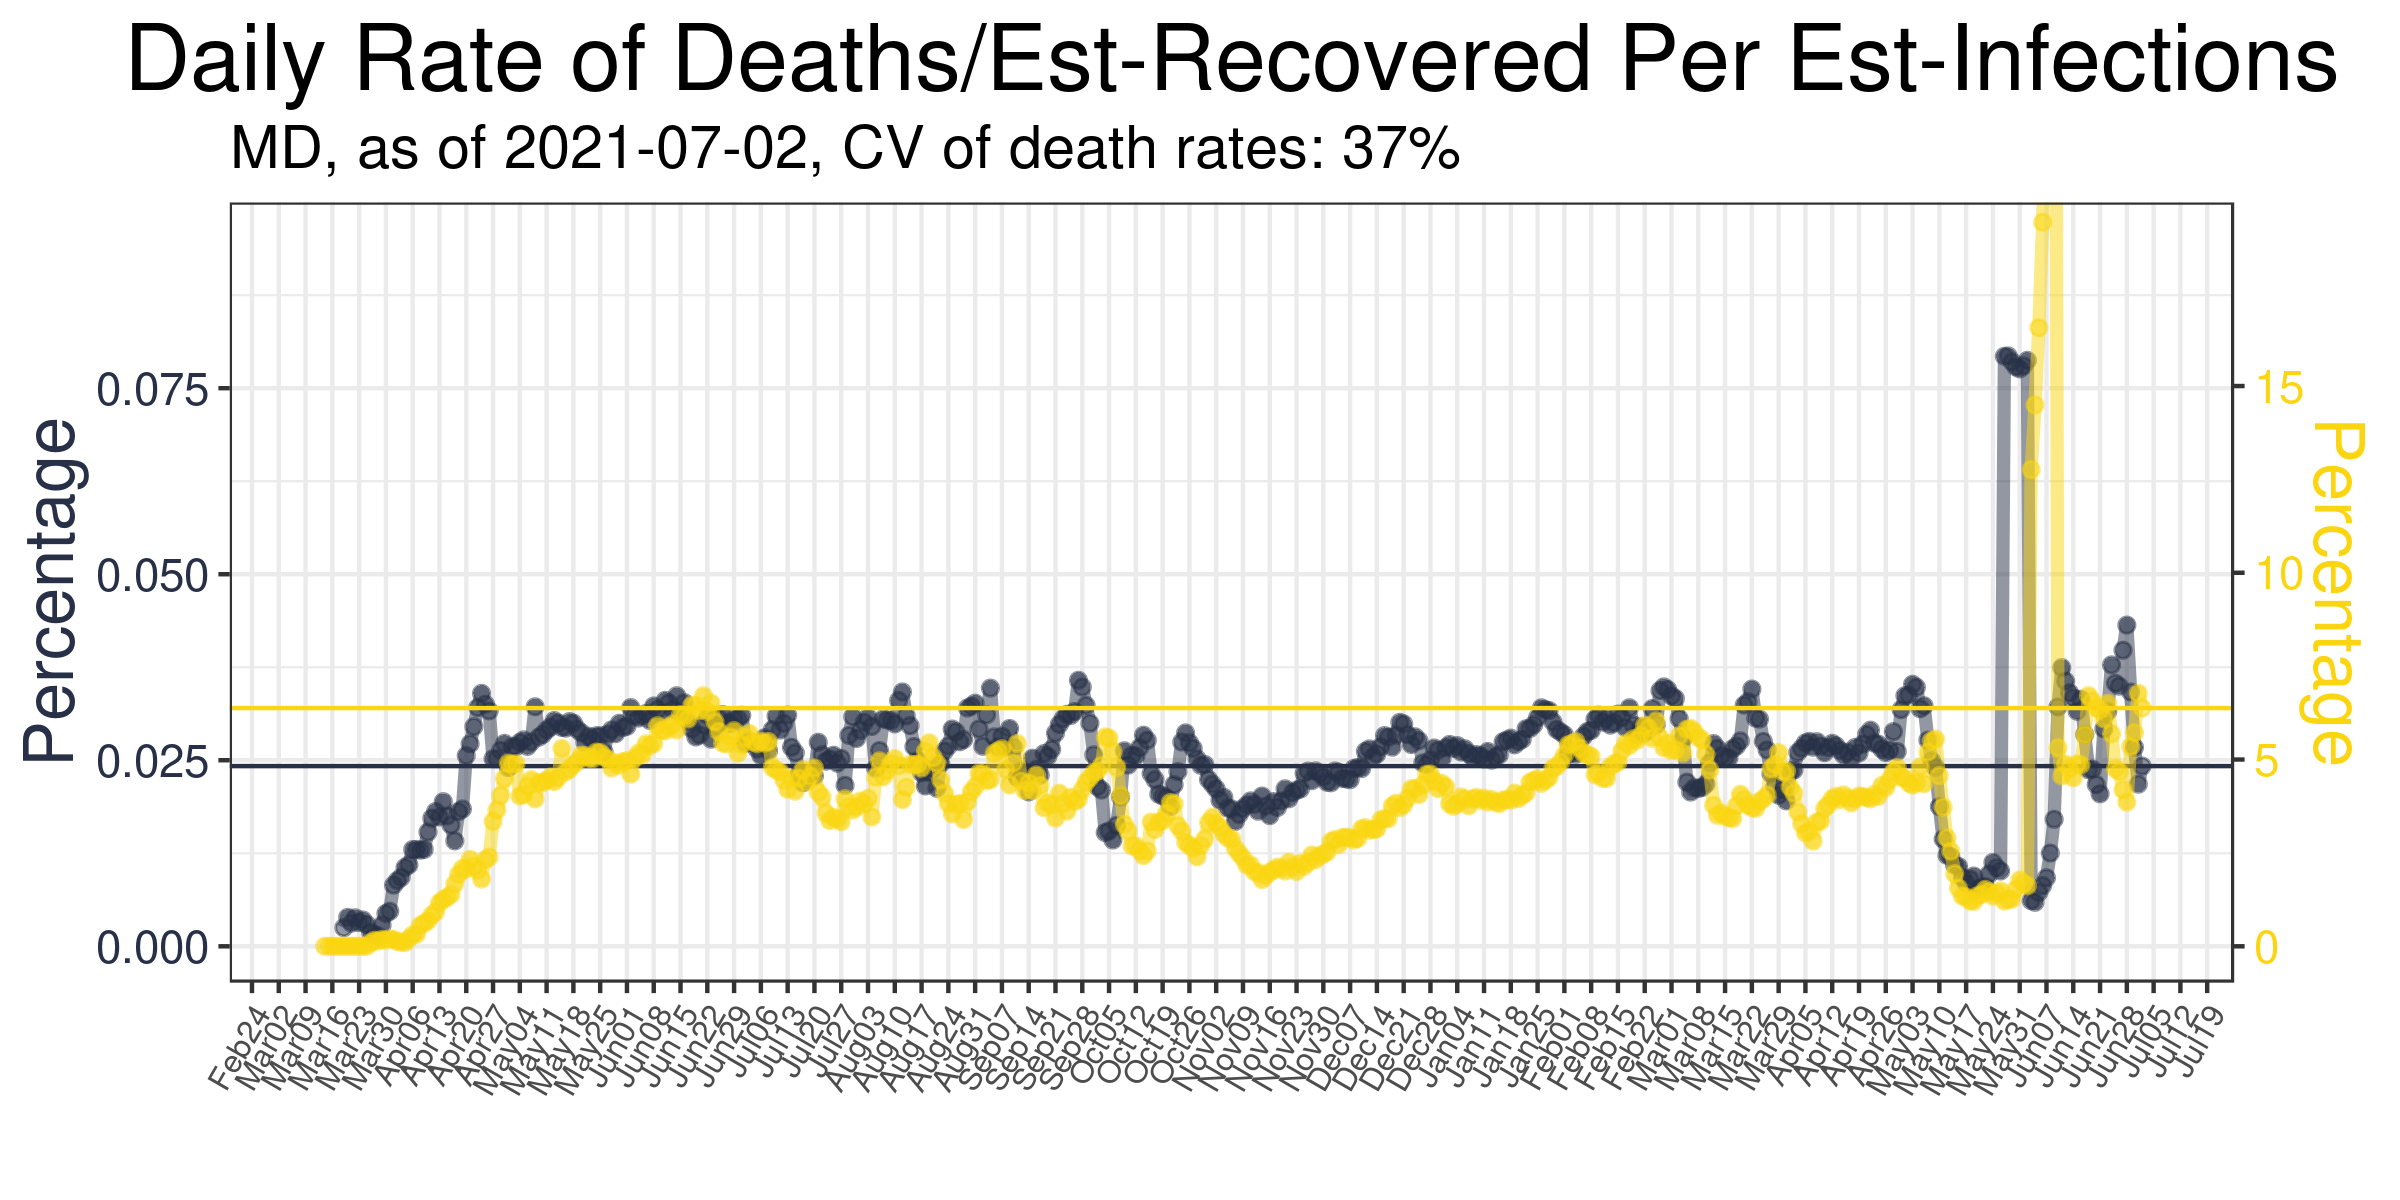 Daily Rate of Deaths/Est-Recovered Per Est-Infections
MD, as of 2021-07-02, CV of death rates: 37%
Percentage
0.075
0.050
0.025
0.000
15
10
5
0
Percentage
Feb24
Mar02
Mar09
Mar16
Mar23
Mar30
Apr06
Apr13
Apr20
Apr27
May04
May11
May18
May25
Jun01
Jun08
Jun15
Jun22
Jun29
Jul06
Jul13
Jul20
Jul27
Aug03
Aug10
Aug17
Aug24
Aug31
Sep07
Sep14
Sep21
Sep28
Oct05
Oct12
Oct19
Oct26
Nov02
Nov09
Nov16
Nov23
Nov30
Dec07
Dec14
Dec21
Dec28
Jan04
Jan11
Jan18
Jan25
Feb01
Feb08
Feb15
Feb22
Mar01
Mar08
Mar15
Mar22
Mar29
Apr05
Apr12
Apr19
Apr26
May03
May10
May17
May24
May31
Jun07
Jun14
Jun21
Jun28
Jul05
Jul12
Jul19